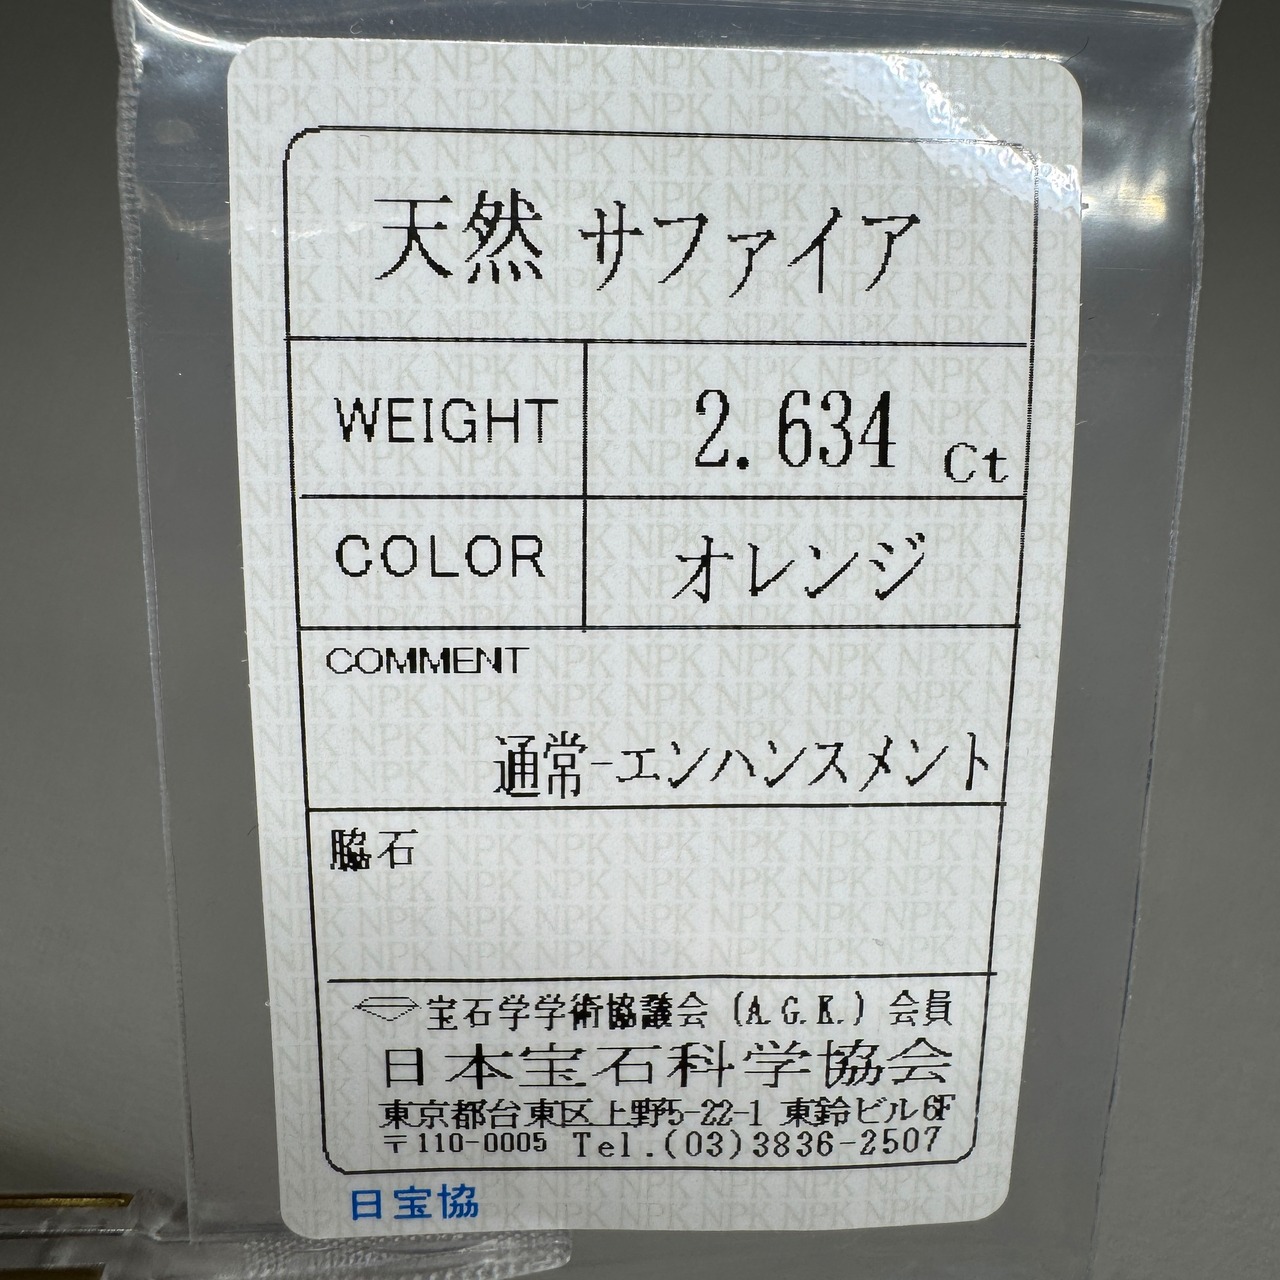 天然 サファイア
WEIGHT 2.634 Ct
COLOR オレンジ
COMMENT
通常-エンハンスメント
脇石
宝石学学術協議会 (A.G.K.) 会員
日本宝石科学協会
東京都台東区上野5-22-1 東鈴ビル6F
〒110-0005 Tel.(03)3836-2507
日宝協